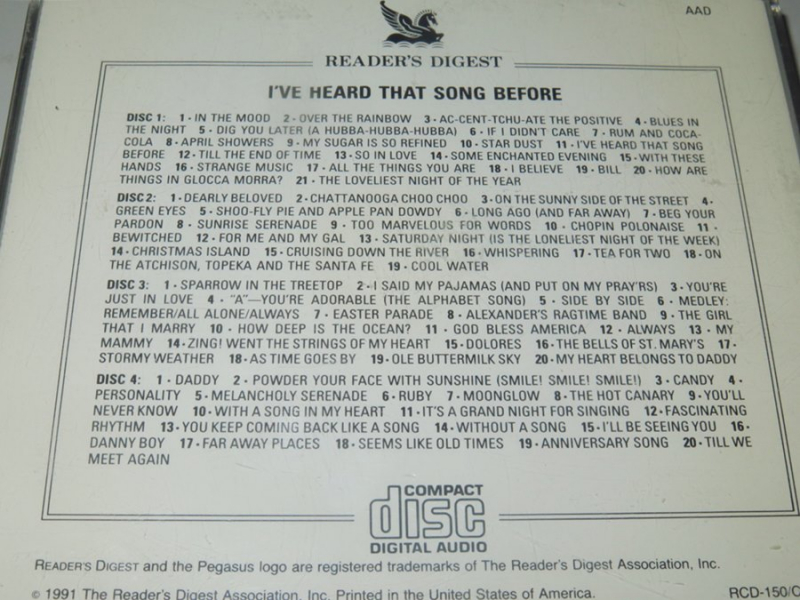 AAD
READER'S DIGEST
I'VE HEARD THAT SONG BEFORE
DISC 1: 1 · IN THE MOOD 2 · OVER THE RAINBOW 3 · AC-CENT-TCHU-ATE THE POSITIVE 4 · BLUES IN
THE NIGHT 5 · DIG YOU LATER (A HUBBA-HUBBA-HUBBA) 6 · IF I DIDN'T CARE 7 · RUM AND COCA-
COLA 8 · APRIL SHOWERS 9 · MY SUGAR IS SO REFINED 10 · STAR DUST 11 · I'VE HEARD THAT SONG
BEFORE 12 · TILL THE END OF TIME 13 · SO IN LOVE 14 · SOME ENCHANTED EVENING 15 · WITH THESE
HANDS 16 · STRANGE MUSIC 17 · ALL THE THINGS YOU ARE 18 · I BELIEVE 19 · BILL 20 · HOW ARE
THINGS IN GLOCCA MORRA? 21 · THE LOVELIEST NIGHT OF THE YEAR
DISC 2: 1 · DEARLY BELOVED 2 · CHATTANOOGA CHOO CHOO 3 · ON THE SUNNY SIDE OF THE STREET 4 ·
GREEN EYES 5 · SHOO-FLY PIE AND APPLE PAN DOWDY 6 · LONG AGO (AND FAR AWAY) 7 · BEG YOUR
PARDON 8 · SUNRISE SERENADE 9 · TOO MARVELOUS FOR WORDS 10 · CHOPIN POLONAISE 11 ·
BEWITCHED 12 · FOR ME AND MY GAL 13 · SATURDAY NIGHT (IS THE LONELIEST NIGHT OF THE WEEK)
14 · CHRISTMAS ISLAND 15 · CRUISING DOWN THE RIVER 16 · WHISPERING 17 · TEA FOR TWO 18 · ON
THE ATCHISON, TOPEKA AND THE SANTA FE 19 · COOL WATER
DISC 3: 1 · SPARROW IN THE TREETOP 2 · I SAID MY PAJAMAS (AND PUT ON MY PRAY'RS) 3 · YOU'RE
JUST IN LOVE 4 · "A"—YOU'RE ADORABLE (THE ALPHABET SONG) 5 · SIDE BY SIDE 6 · MEDLEY:
REMEMBER/ALL ALONE/ALWAYS 7 · EASTER PARADE 8 · ALEXANDER'S RAGTIME BAND 9 · THE GIRL
THAT I MARRY 10 · HOW DEEP IS THE OCEAN? 11 · GOD BLESS AMERICA 12 · ALWAYS 13 · MY
MAMMY 14 · ZING! WENT THE STRINGS OF MY HEART 15 · DOLORES 16 · THE BELLS OF ST. MARY'S 17 ·
STORMY WEATHER 18 · AS TIME GOES BY 19 · OLE BUTTERMILK SKY 20 · MY HEART BELONGS TO DADDY
DISC 4: 1 · DADDY 2 · POWDER YOUR FACE WITH SUNSHINE (SMILE! SMILE! SMILE!) 3 · CANDY 4 ·
PERSONALITY 5 · MELANCHOLY SERENADE 6 · RUBY 7 · MOONGLOW 8 · THE HOT CANARY 9 · YOU'LL
NEVER KNOW 10 · WITH A SONG IN MY HEART 11 · IT'S A GRAND NIGHT FOR SINGING 12 · FASCINATING
RHYTHM 13 · YOU KEEP COMING BACK LIKE A SONG 14 · WITHOUT A SONG 15 · I'LL BE SEEING YOU 16 ·
DANNY BOY 17 · FAR AWAY PLACES 18 · SEEMS LIKE OLD TIMES 19 · ANNIVERSARY SONG 20 · TILL WE
MEET AGAIN
COMPACT
disc
DIGITAL AUDIO
READER'S DIGEST and the Pegasus logo are registered trademarks of The Reader's Digest Association, Inc.
© 1991 The Reader's Digest Association, Inc. Printed in the United States of America.
RCD-150/C